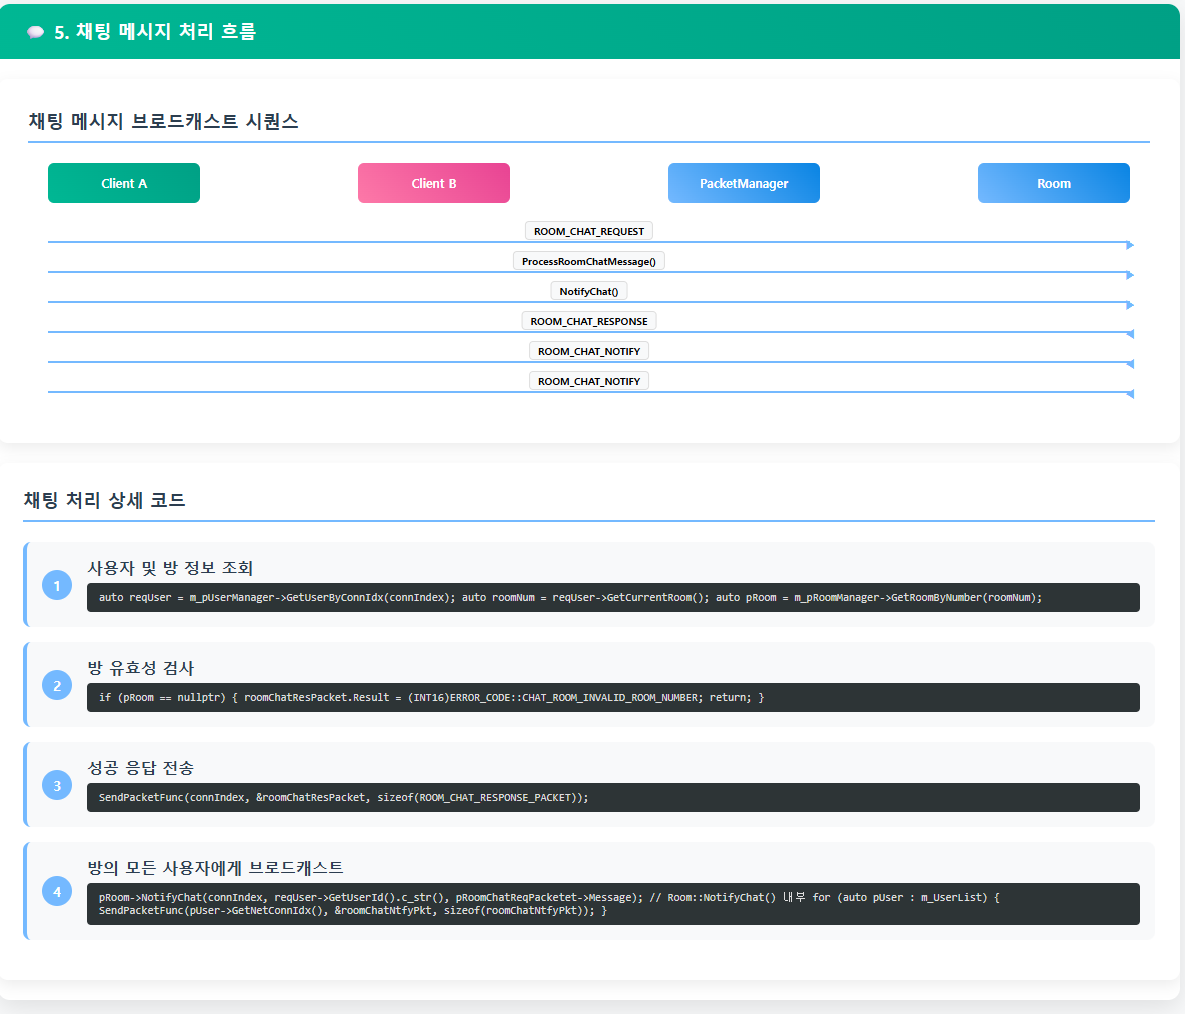 5. 채팅 메시지 처리 흐름
채팅 메시지 브로드캐스트 시퀀스
Client A
Client B
PacketManager
Room
ROOM_CHAT_REQUEST
ProcessRoomChatMessage()
NotifyChat()
ROOM_CHAT_RESPONSE
ROOM_CHAT_NOTIFY
ROOM_CHAT_NOTIFY
채팅 처리 상세 코드
1
사용자 및 방 정보 조회
auto reqUser = m_pUserManager->GetUserByConnIdx(connIndex); auto roomNum = reqUser->GetCurrentRoom(); auto pRoom = m_pRoomManager->GetRoomByNumber(roomNum);
2
방 유효성 검사
if (pRoom == nullptr) { roomChatResPacket.Result = (INT16)ERROR_CODE::CHAT_ROOM_INVALID_ROOM_NUMBER; return; }
3
성공 응답 전송
SendPacketFunc(connIndex, &roomChatResPacket, sizeof(ROOM_CHAT_RESPONSE_PACKET));
4
방의 모든 사용자에게 브로드캐스트
pRoom->NotifyChat(connIndex, reqUser->GetUserId().c_str(), pRoomChatReqPacketet->Message); // Room::NotifyChat() 내부 for (auto pUser : m_UserList) {
SendPacketFunc(pUser->GetNetConnIdx(), &roomChatNtfyPkt, sizeof(roomChatNtfyPkt)); }